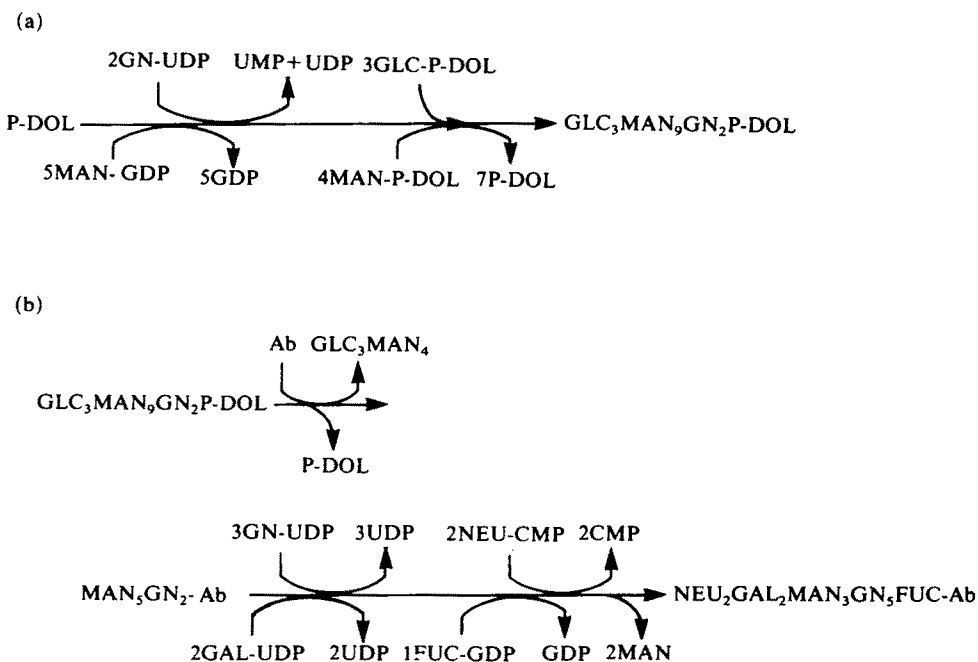 (a)
2GN-UDP UMP+UDP 3GLC-P-DOL
P-DOL GLC₃MAN₉GN₂P-DOL
5MAN-GDP 5GDP 4MAN-P-DOL 7P-DOL
(b)
Ab GLC₃MAN₄
GLC₃MAN₉GN₂P-DOL
P-DOL
3GN-UDP 3UDP 2NEU-CMP 2CMP
MAN₅GN₂-Ab NEU₂GAL₂MAN₃GN₅FUC-Ab
2GAL-UDP 2UDP 1FUC-GDP GDP 2MAN